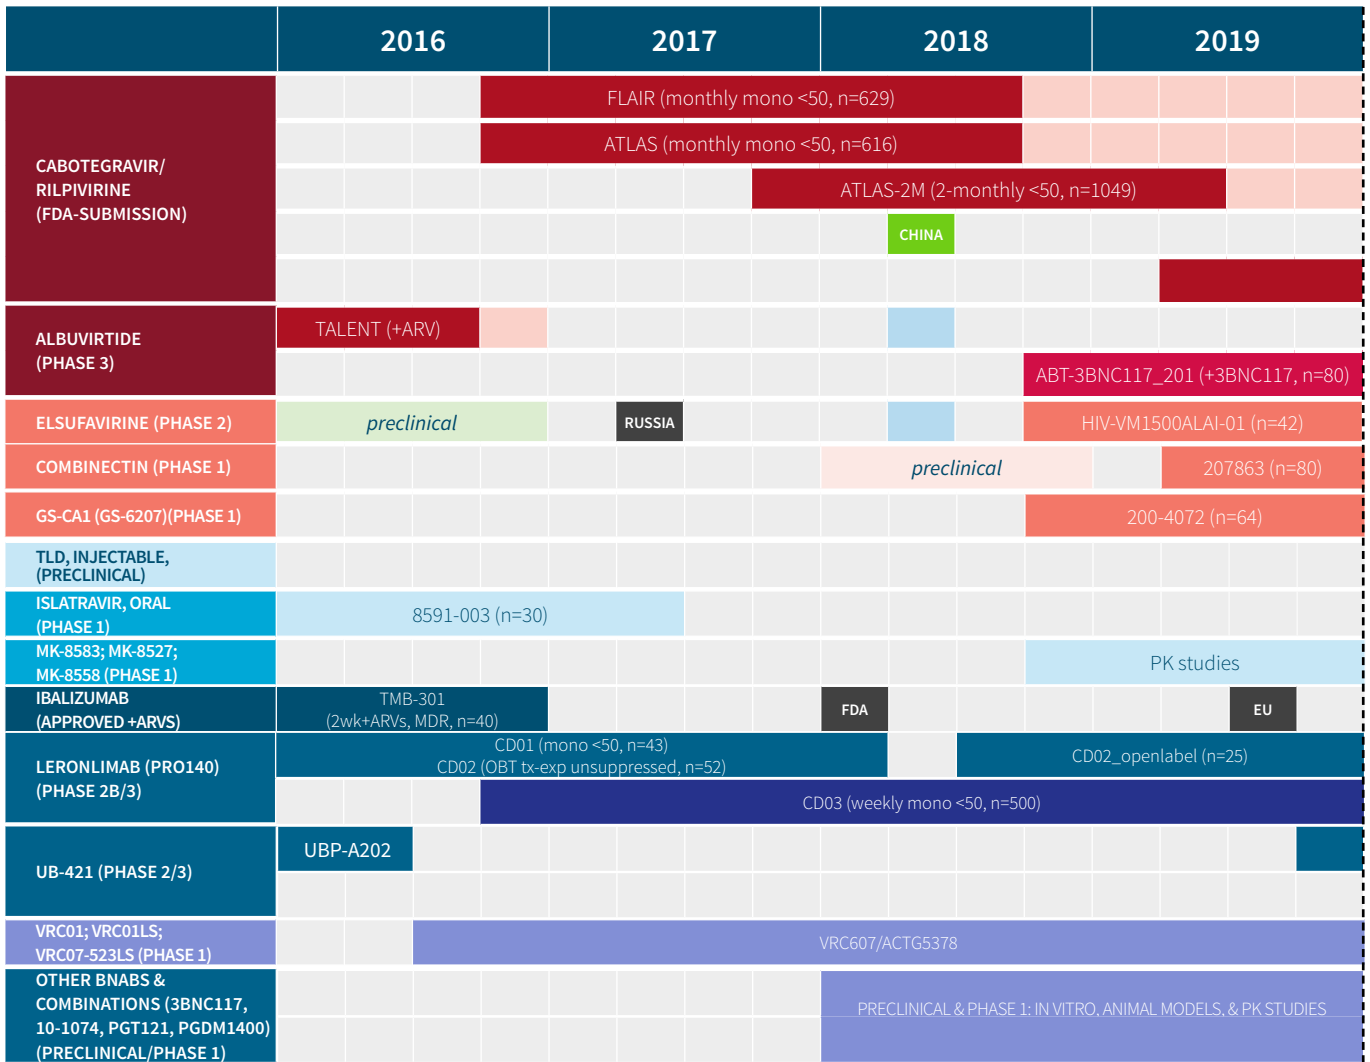 2016 2017 2018 2019
CABOTEGRAVIR/
RILPIVIRINE
(FDA-SUBMISSION)
FLAIR (monthly mono <50, n=629)
ATLAS (monthly mono <50, n=616)
ATLAS-2M (2-monthly <50, n=1049)
CHINA
ALBUVIRTIDE
(PHASE 3)
TALENT (+ARV)
ABT-3BNC117_201 (+3BNC117, n=80)
ELSUFAVIRINE (PHASE 2) preclinical RUSSIA HIV-VM1500ALAI-01 (n=42)
COMBINECTIN (PHASE 1) preclinical 207863 (n=80)
GS-CA1 (GS-6207)(PHASE 1) 200-4072 (n=64)
TLD, INJECTABLE,
(PRECLINICAL)
ISLATRAVIR, ORAL
(PHASE 1)
8591-003 (n=30)
MK-8583; MK-8527;
MK-8558 (PHASE 1)
PK studies
IBALIZUMAB
(APPROVED +ARVS)
TMB-301
(2wk+ARVs, MDR, n=40)
FDA EU
LERONLIMAB (PRO140)
(PHASE 2B/3)
CD01 (mono <50, n=43)
CD02 (OBT tx-exp unsuppressed, n=52)
CD02_openlabel (n=25)
CD03 (weekly mono <50, n=500)
UB-421 (PHASE 2/3)
UBP-A202
VRC01; VRC01LS;
VRC07-523LS (PHASE 1)
VRC607/ACTG5378
OTHER BNABS &
COMBINATIONS (3BNC117,
10-1074, PGT121, PGDM1400)
(PRECLINICAL/PHASE 1)
PRECLINICAL & PHASE 1: IN VITRO, ANIMAL MODELS, & PK STUDIES